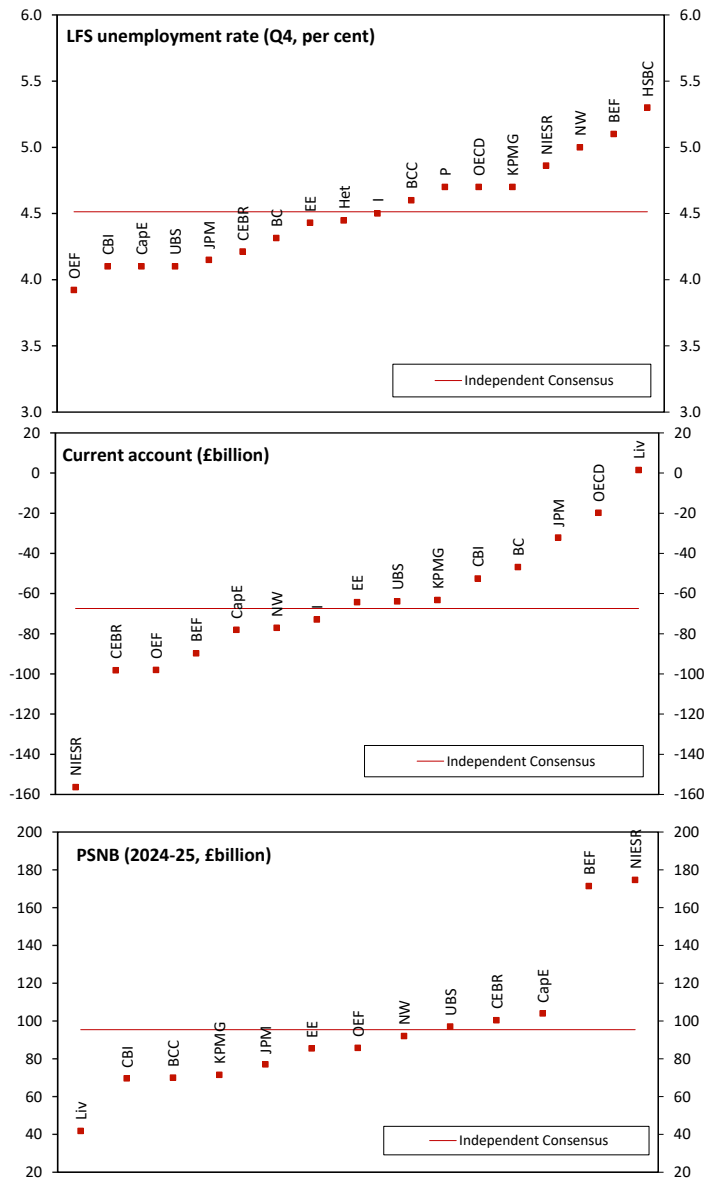 LFS unemployment rate (Q4, per cent)
6.0 6.0
5.5 5.5
5.0 5.0
4.5 4.5
4.0 4.0
3.5 3.5
3.0 3.0
OEF
CBI
CapE
UBS
JPM
CEBR
BC
EE
Het
I
BCC
P
OECD
KPMG
NIESR
NW
BEF
HSBC
Independent Consensus
Current account (£billion)
20 20
0 0
-20 -20
-40 -40
-60 -60
-80 -80
-100 -100
-120 -120
-140 -140
-160 -160
NIESR
CEBR
OEF
BEF
CapE
NW
I
EE
UBS
KPMG
CBI
BC
JPM
OECD
Liv
Independent Consensus
PSNB (2024-25, £billion)
200 200
180 180
160 160
140 140
120 120
100 100
80 80
60 60
40 40
20 20
Liv
CBI
BCC
KPMG
JPM
EE
OEF
NW
UBS
CEBR
CapE
BEF
NIESR
Independent Consensus